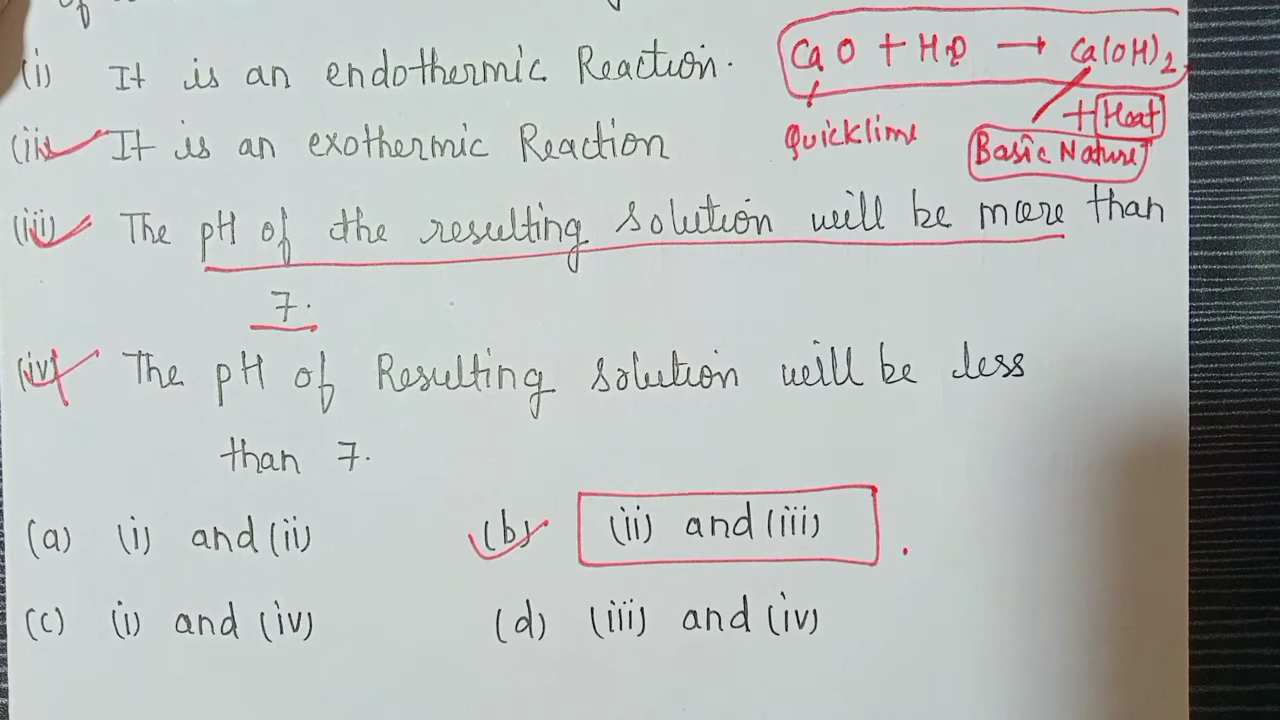 of
(i) It is an endothermic Reaction.
CaO + H2O → Ca(OH)2
+ Heat
Quicklime
Basic Nature
(ii) It is an exothermic Reaction
(iii) The pH of the resulting solution will be more than
7.
(iv) The pH of Resulting solution will be less
than 7.
(a) (i) and (ii) (b) (ii) and (iii)
(c) (i) and (iv) (d) (iii) and (iv)